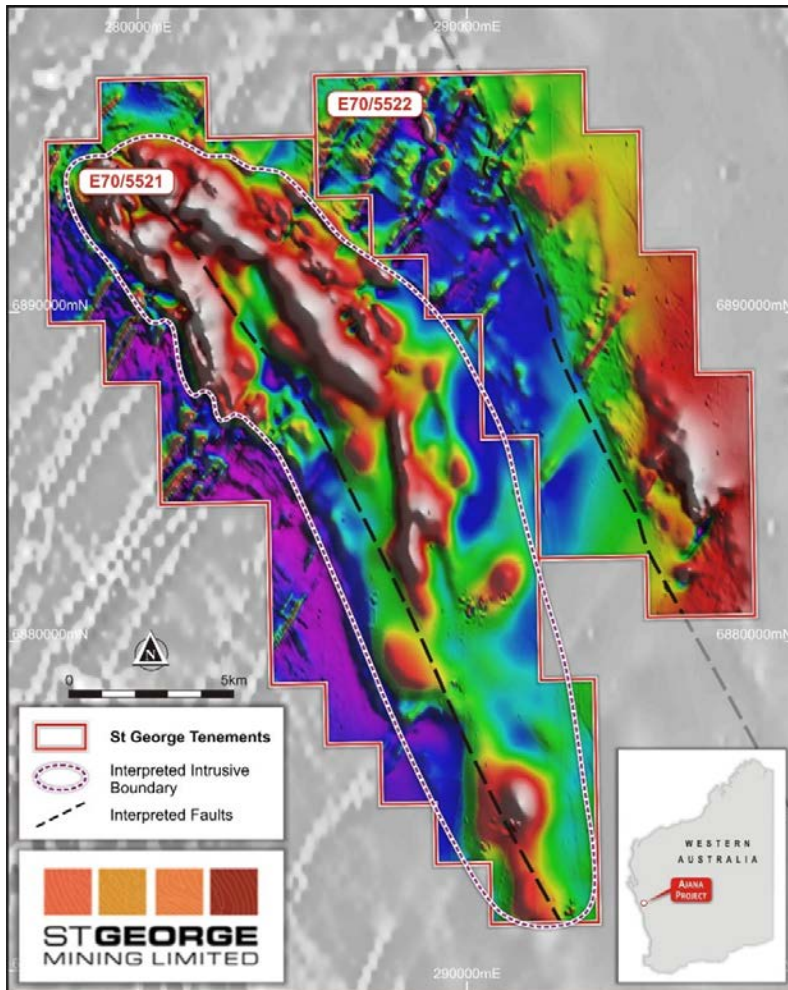 280000mE
290000mE
E70/5522
E70/5521
6890000mN
6890000mN
6880000mN
6880000mN
N
0
5km
St George Tenements
Interpreted Intrusive
Boundary
Interpreted Faults
STGEORGE
MINING LIMITED
290000mE
WESTERN
AUSTRALIA
AJANA
PROJECT